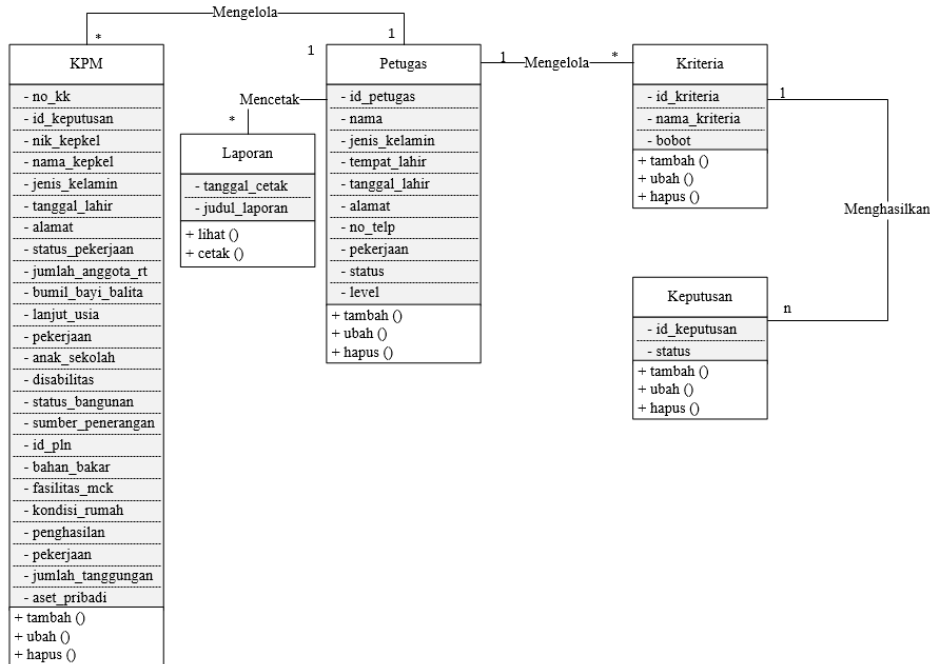 Mengelola
*
1
KPM
- no_kk
- id_keputusan
- nik_kepkel
- nama_kepkel
- jenis_kelamin
- tanggal_lahir
- alamat
- status_pekerjaan
- jumlah_anggota_rt
- bumil_bayi_balita
- lanjut_usia
- pekerjaan
- anak_sekolah
- disabilitas
- status_bangunan
- sumber_penerangan
- id_pln
- bahan_bakar
- fasilitas_mck
- kondisi_rumah
- penghasilan
- pekerjaan
- jumlah_tanggungan
- aset_pribadi
+ tambah ()
+ ubah ()
+ hapus ()
1
Mencetak
*
Laporan
- tanggal_cetak
- judul_laporan
+ lihat ()
+ cetak ()
Petugas
- id_petugas
- nama
- jenis_kelamin
- tempat_lahir
- tanggal_lahir
- alamat
- no_telp
- pekerjaan
- status
- level
+ tambah ()
+ ubah ()
+ hapus ()
1
Mengelola
*
Kriteria
- id_kriteria
- nama_kriteria
- bobot
+ tambah ()
+ ubah ()
+ hapus ()
1
Menghasilkan
n
Keputusan
- id_keputusan
- status
+ tambah ()
+ ubah ()
+ hapus ()